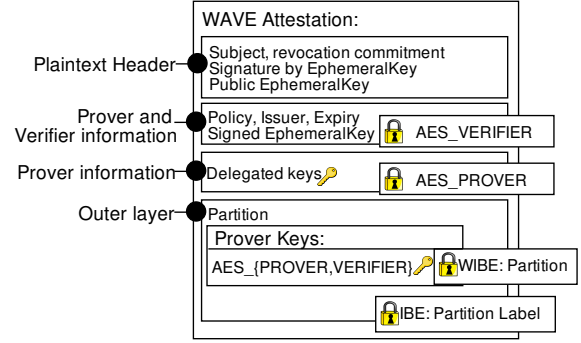 WAVE Attestation:
Plaintext Header
Subject, revocation commitment
Signature by EphemeralKey
Public EphemeralKey
Prover and
Verifier information
Policy, Issuer, Expiry
Signed EphemeralKey
AES_VERIFIER
Prover information
Delegated keys
AES_PROVER
Outer layer
Partition
Prover Keys:
AES_{PROVER,VERIFIER}
WIBE: Partition
IBE: Partition Label